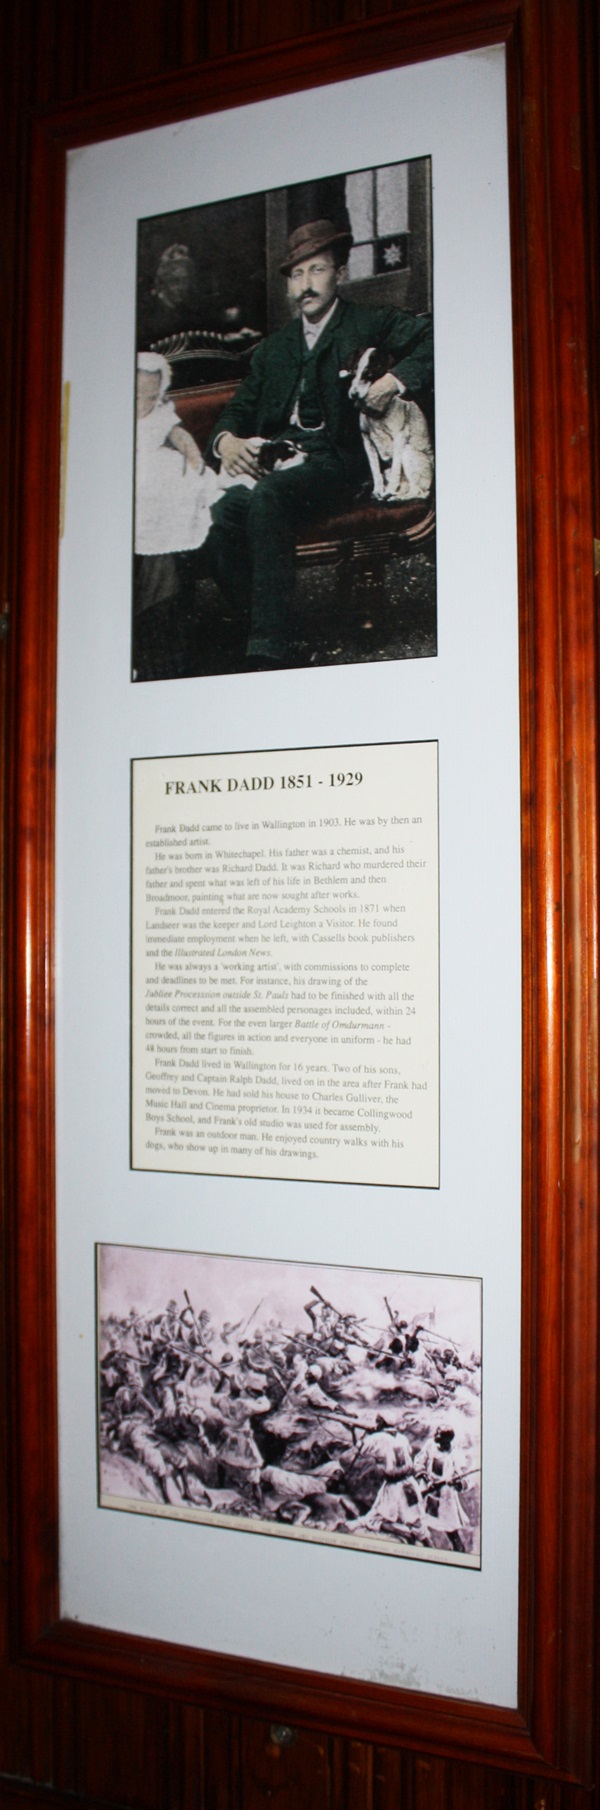 FRANK DADD 1851 - 1929
Frank Dadd came to live in Wallington in 1903. He was by then an
established artist.
He was born in Whitechapel. His father was a chemist, and his
father's brother was Richard Dadd. It was Richard who murdered their
father and spent what was left of his life in Bethlem and then
Broadmoor, painting what are now sought after works.
Frank Dadd entered the Royal Academy Schools in 1871 when
Landseer was the keeper and Lord Leighton a Visitor. He found
immediate employment when he left, with Cassells book publishers
and the Illustrated London News.
He was always a 'working artist', with commissions to complete
and deadlines to be met. For instance, his drawing of the
Jubilee Processsion outside St. Pauls had to be finished with all the
details correct and all the assembled personages included, within 24
hours of the event. For the even larger Battle of Omdurmann -
crowded, all the figures in action and everyone in uniform - he had
48 hours from start to finish.
Frank Dadd lived in Wallington for 16 years. Two of his sons,
Geoffrey and Captain Ralph Dadd, lived on in the area after Frank had
moved to Devon. He had sold his house to Charles Gulliver, the
Music Hall and Cinema proprietor. In 1934 it became Collingwood
Boys School, and Frank's old studio was used for assembly.
Frank was an outdoor man. He enjoyed country walks with his
dogs, who show up in many of his drawings.